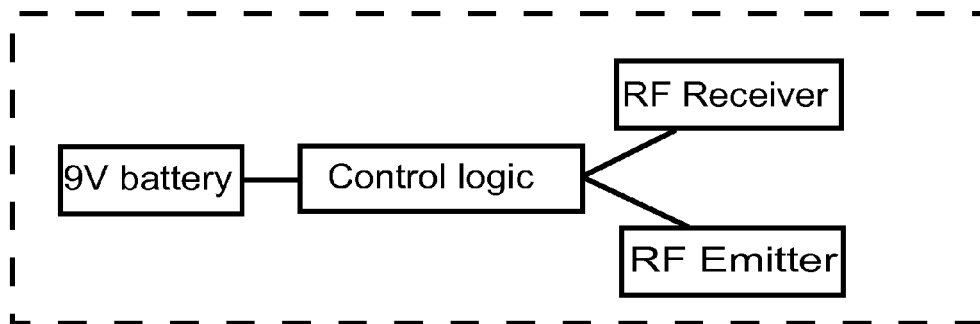 RF Receiver
9V battery
Control logic
RF Emitter